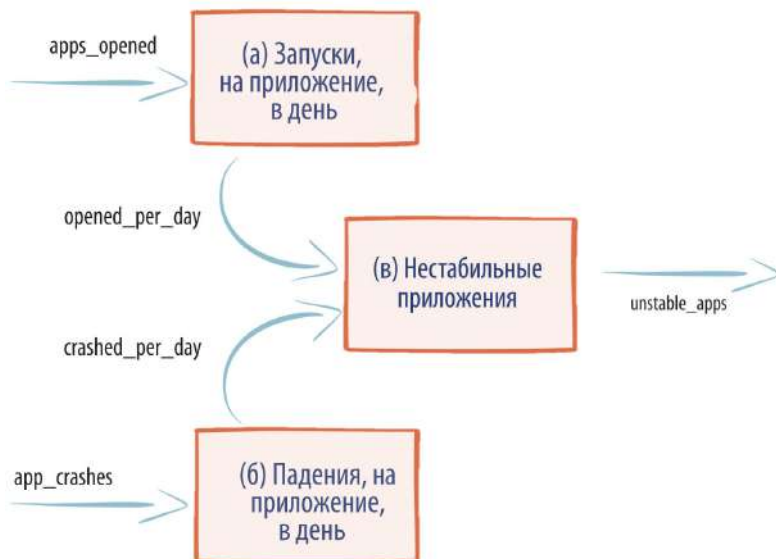 apps_opened
(а) Запуски,
на приложение,
в день
opened_per_day
(в) Нестабильные
приложения
unstable_apps
crashed_per_day
app_crashes
(б) Падения, на
приложение,
в день